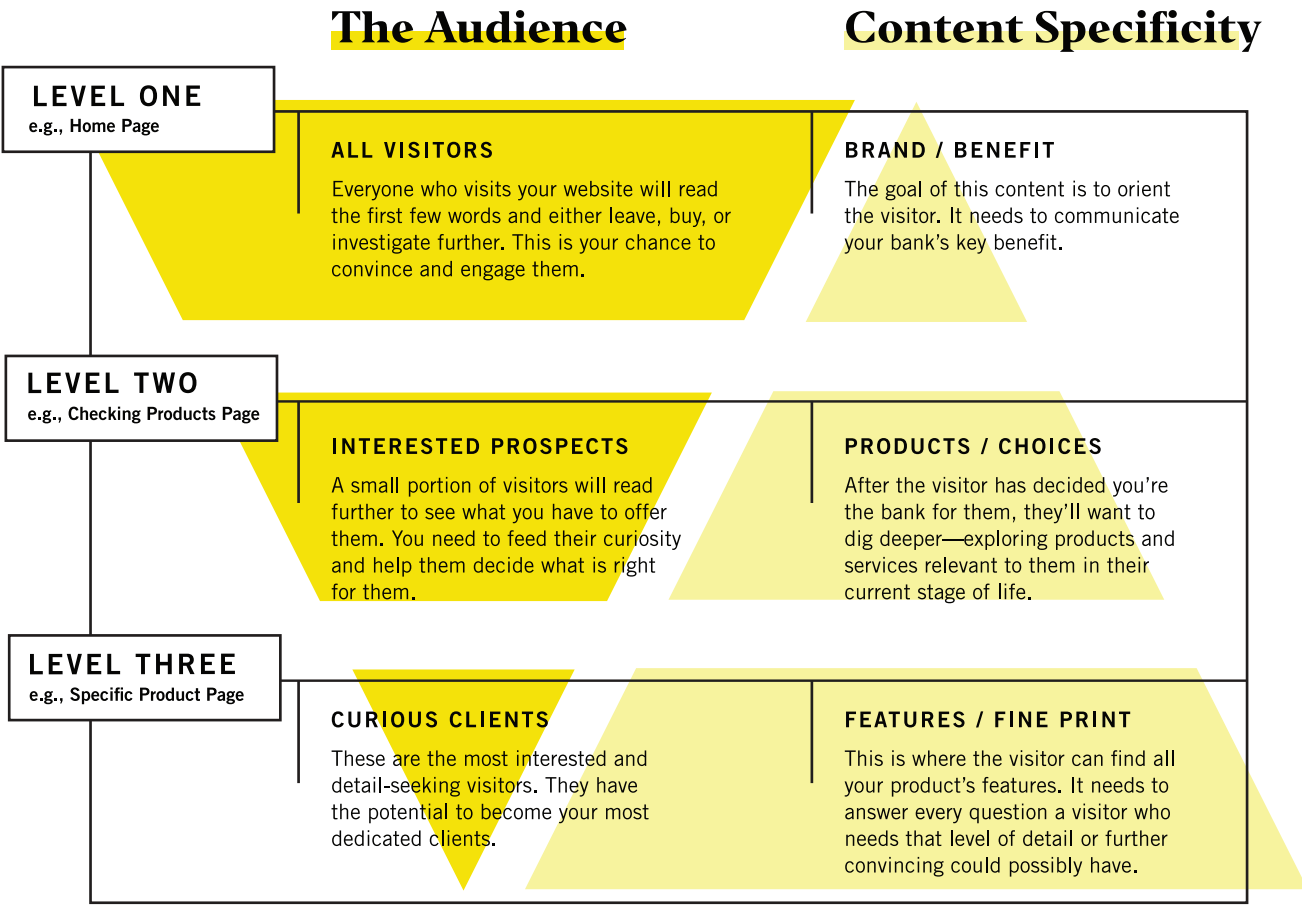 The Audience
Content Specificity
LEVEL ONE
e.g., Home Page
ALL VISITORS
Everyone who visits your website will read
the first few words and either leave, buy, or
investigate further. This is your chance to
convince and engage them.
BRAND / BENEFIT
The goal of this content is to orient
the visitor. It needs to communicate
your bank’s key benefit.
LEVEL TWO
e.g., Checking Products Page
INTERESTED PROSPECTS
A small portion of visitors will read
further to see what you have to offer
them. You need to feed their curiosity
and help them decide what is right
for them.
PRODUCTS / CHOICES
After the visitor has decided you’re
the bank for them, they’ll want to
dig deeper—exploring products and
services relevant to them in their
current stage of life.
LEVEL THREE
e.g., Specific Product Page
CURIOUS CLIENTS
These are the most interested and
detail-seeking visitors. They have
the potential to become your most
dedicated clients.
FEATURES / FINE PRINT
This is where the visitor can find all
your product’s features. It needs to
answer every question a visitor who
needs that level of detail or further
convincing could possibly have.